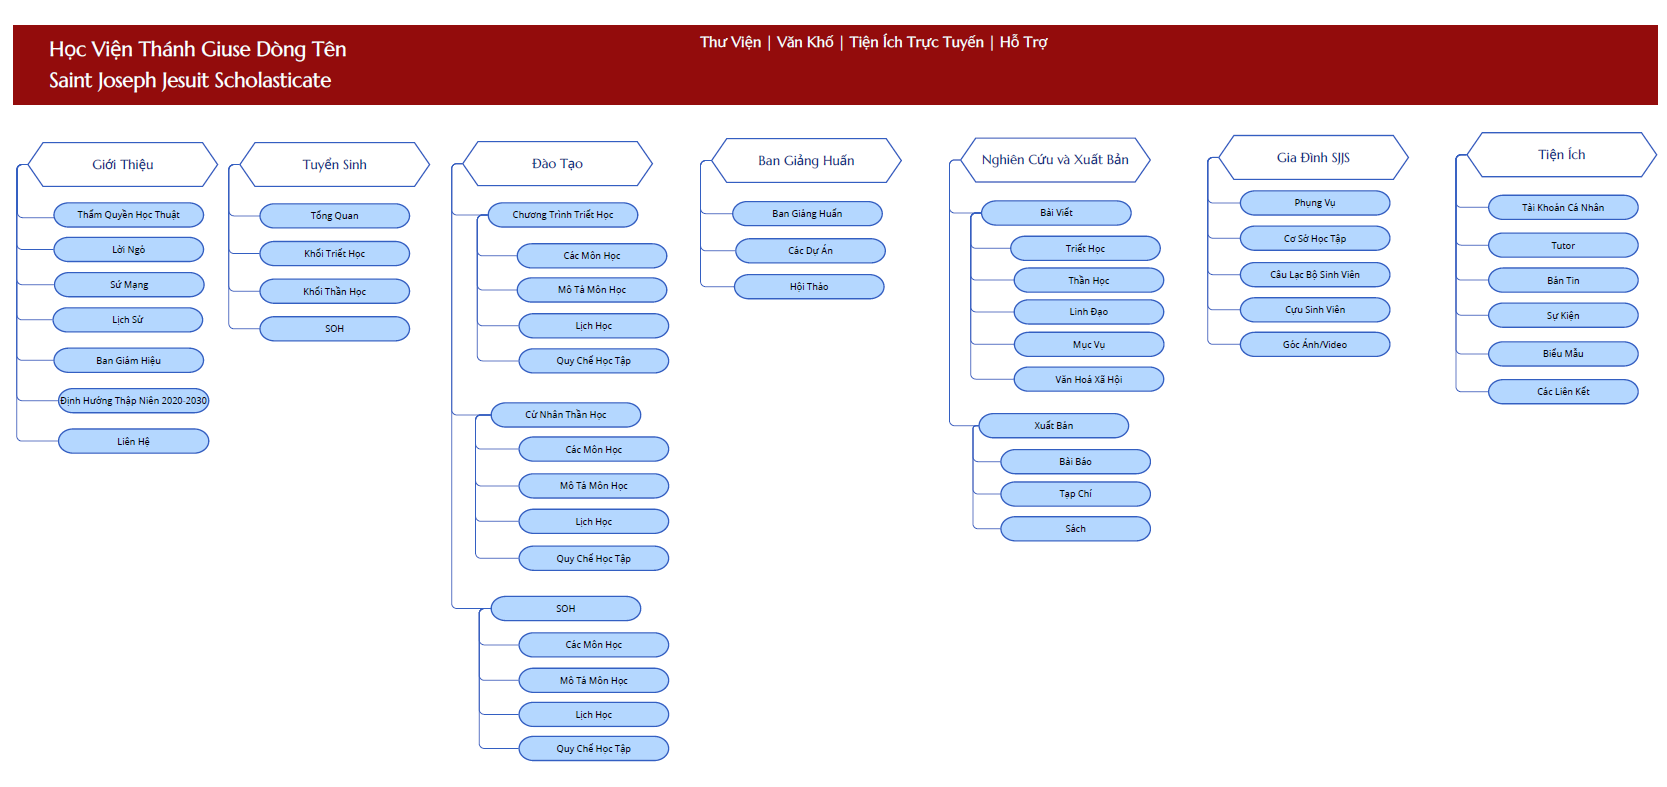 Học Viện Thánh Giuse Dòng Tên
Saint Joseph Jesuit Scholasticate
Thư Viện | Văn Khố | Tiện Ích Trực Tuyến | Hỗ Trợ
Giới Thiệu
Thẩm Quyền Học Thuật
Lời Ngỏ
Sứ Mạng
Lịch Sử
Ban Giám Hiệu
Định Hướng Thập Niên 2020-2030
Liên Hệ
Tuyển Sinh
Tổng Quan
Khối Triết Học
Khối Thần Học
SOH
Đào Tạo
Chương Trình Triết Học
Các Môn Học
Mô Tả Môn Học
Lịch Học
Quy Chế Học Tập
Cử Nhân Thần Học
Các Môn Học
Mô Tả Môn Học
Lịch Học
Quy Chế Học Tập
SOH
Các Môn Học
Mô Tả Môn Học
Lịch Học
Quy Chế Học Tập
Ban Giảng Huấn
Ban Giảng Huấn
Các Dự Án
Hội Thảo
Nghiên Cứu và Xuất Bản
Bài Viết
Triết Học
Thần Học
Linh Đạo
Mục Vụ
Văn Hoá Xã Hội
Xuất Bản
Bài Báo
Tạp Chí
Sách
Gia Đình SJJS
Phụng Vụ
Cơ Sở Học Tập
Câu Lạc Bộ Sinh Viên
Cựu Sinh Viên
Góc Ảnh/Video
Tiện Ích
Tài Khoản Cá Nhân
Tutor
Bản Tin
Sự Kiện
Biểu Mẫu
Các Liên Kết